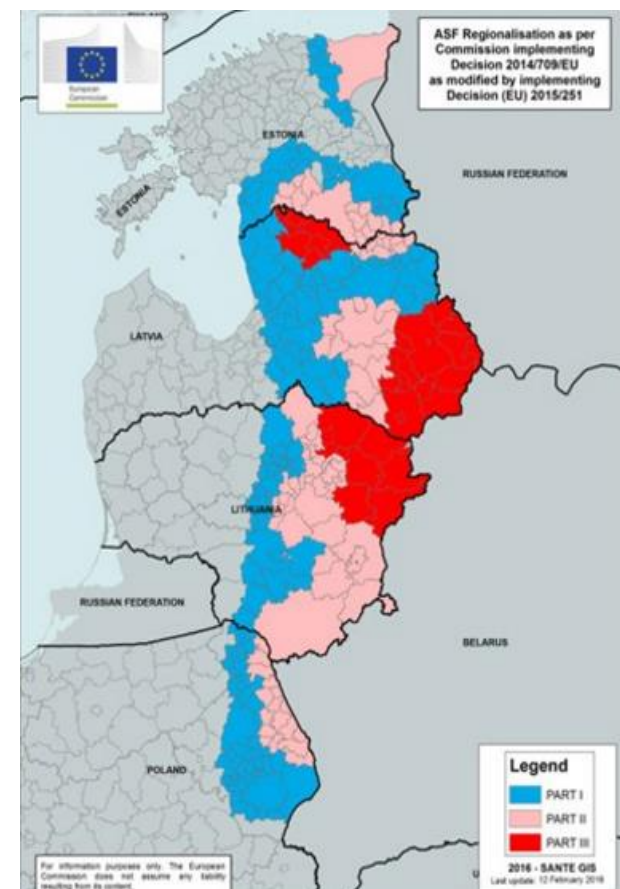 European
Commission
ASF Regionalisation as per
Commission implementing
Decision 2014/709/EU
as modified by implementing
Decision (EU) 2015/251
ESTONIA
RUSSIAN FEDERATION
ESTONIA
LATVIA
LITHUANIA
RUSSIAN FEDERATION
BELARUS
POLAND
Legend
PART I
PART II
PART III
2016 - SANTE GIS
Last update: 12 February 2016
For information purposes only. The European
Commission does not assume any liability
resulting from its content.